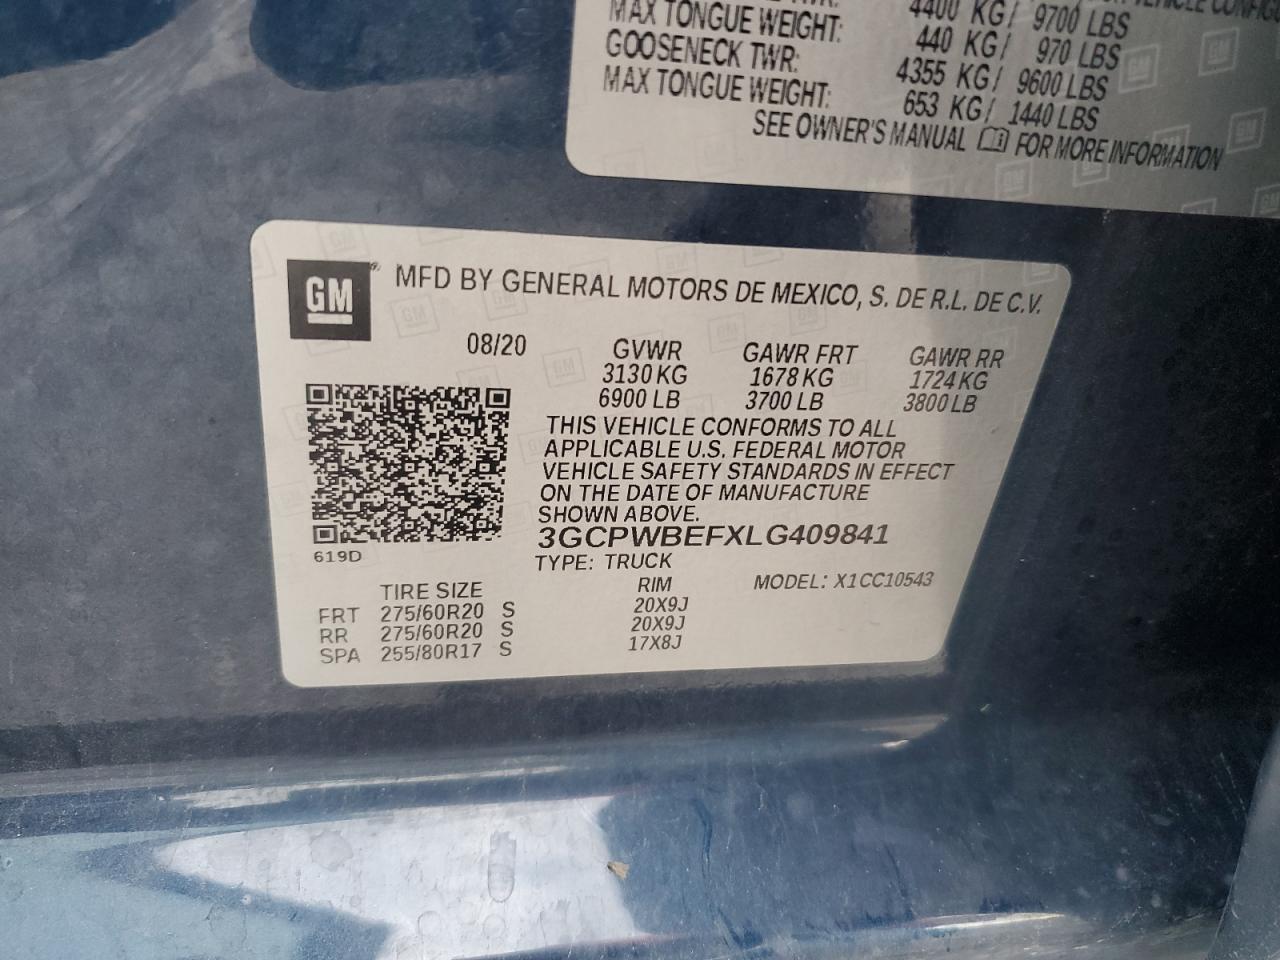 4400 KG/ 9700 LBS
MAX TONGUE WEIGHT: 440 KG/ 970 LBS
GOOSENECK TWR: 4355 KG/ 9600 LBS
MAX TONGUE WEIGHT: 653 KG/ 1440 LBS
SEE OWNER'S MANUAL FOR MORE INFORMATION
GM ® MFD BY GENERAL MOTORS DE MEXICO, S. DE R.L. DE C.V.
08/20 GVWR GAWR FRT GAWR RR
3130 KG 1678 KG 1724 KG
6900 LB 3700 LB 3800 LB
THIS VEHICLE CONFORMS TO ALL
APPLICABLE U.S. FEDERAL MOTOR
VEHICLE SAFETY STANDARDS IN EFFECT
ON THE DATE OF MANUFACTURE
SHOWN ABOVE.
3GCPWBEFXLG409841
619D
TYPE: TRUCK
MODEL: X1CC10543
TIRE SIZE RIM
FRT 275/60R20 S 20X9J
RR 275/60R20 S 20X9J
SPA 255/80R17 S 17X8J